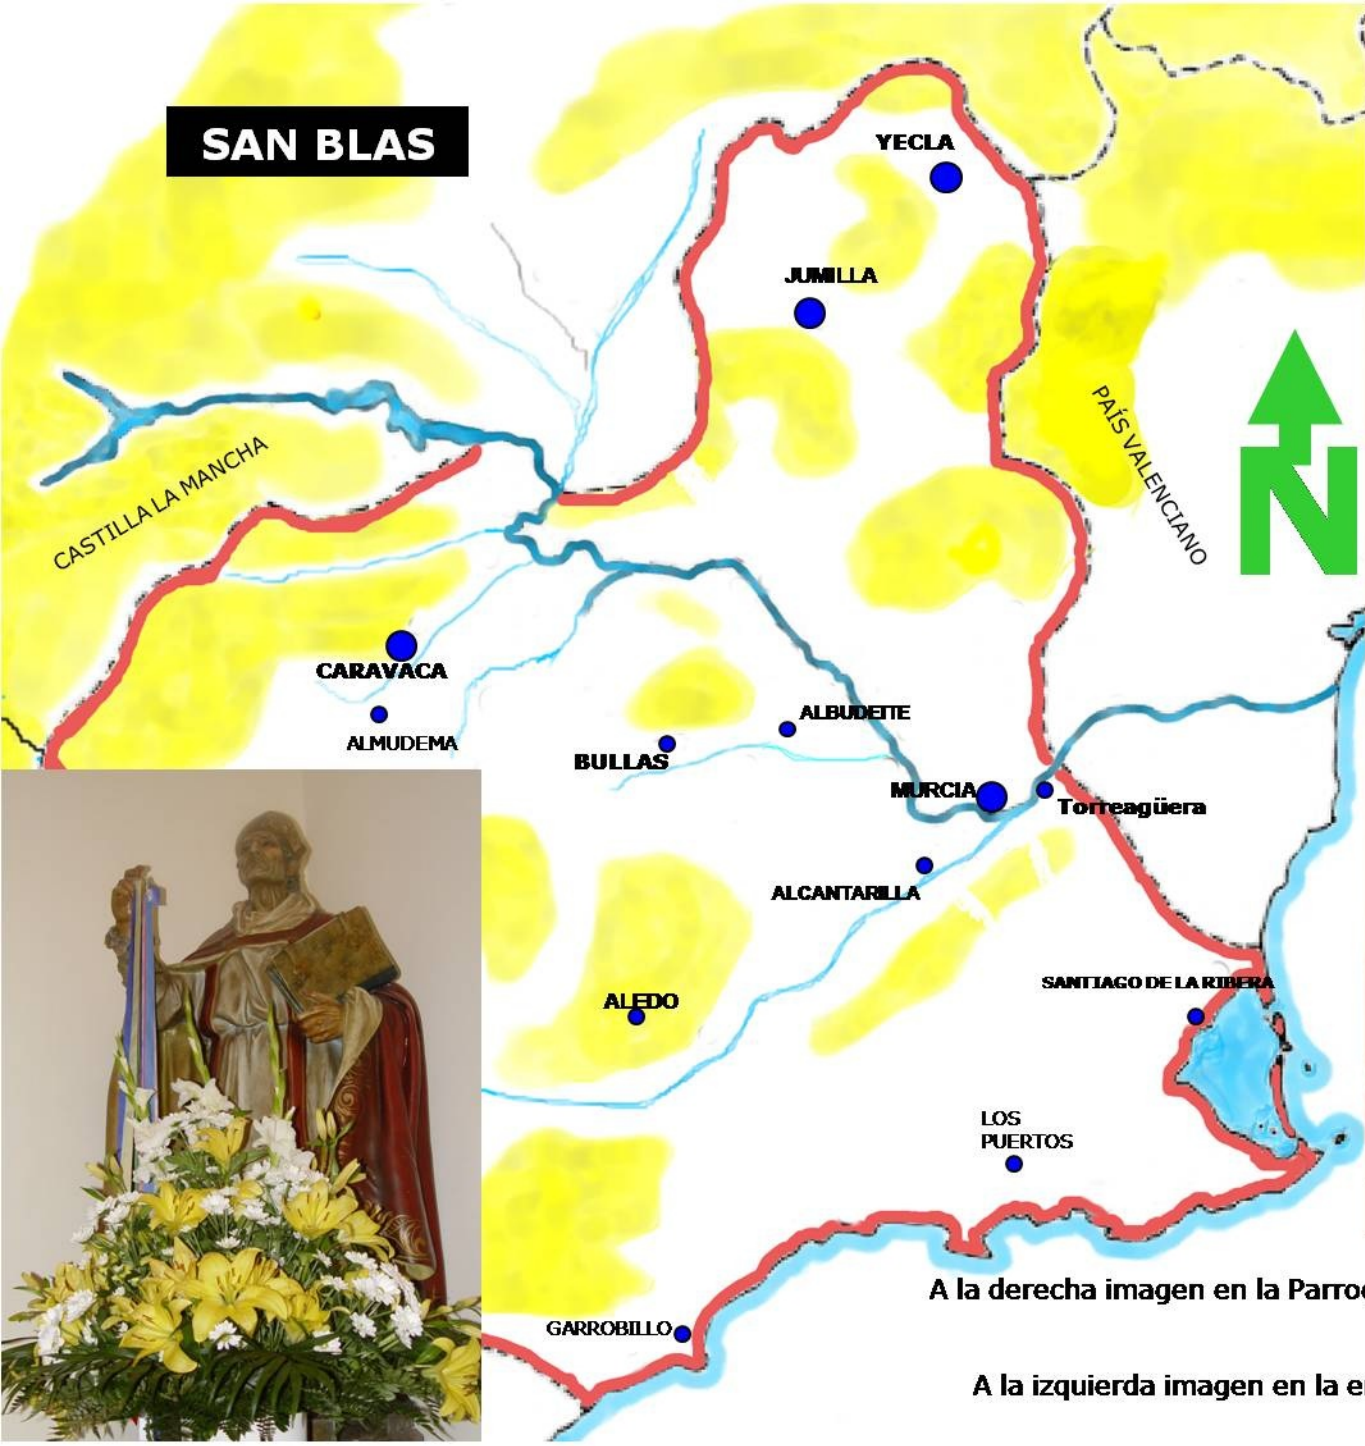 SAN BLAS
YECLA
JUMILLA
PAÍS VALENCIANO
N
CASTILLA LA MANCHA
CARAVACA
ALMUDEMA
ALBUDEITE
BULLAS
MURCIA
Torreagüera
ALCANTARILLA
ALEDO
SANTIAGO DE LA RIBERA
LOS
PUERTOS
GARROBILLO
A la derecha imagen en la
A la izquierda imagen en la